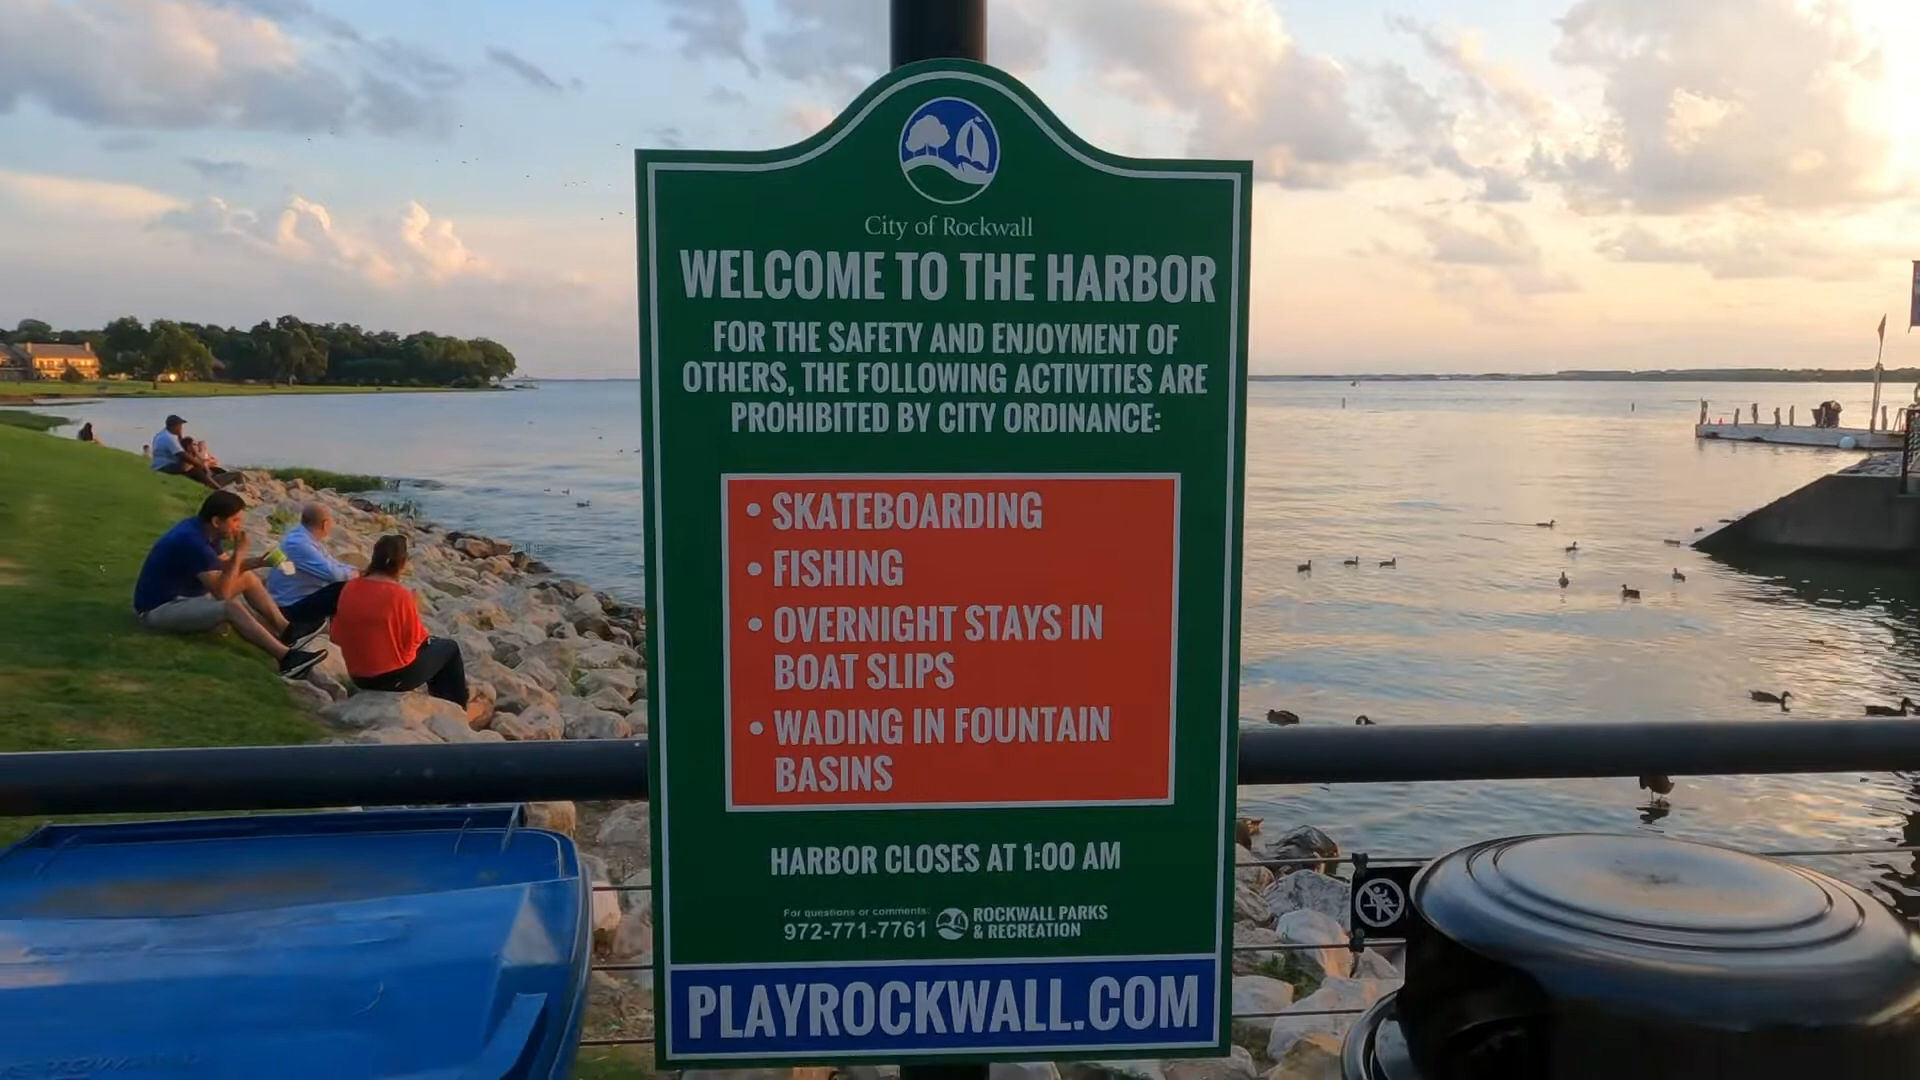 City of Rockwall
WELCOME TO THE HARBOR
FOR THE SAFETY AND ENJOYMENT OF
OTHERS, THE FOLLOWING ACTIVITIES ARE
PROHIBITED BY CITY ORDINANCE:
• SKATEBOARDING
• FISHING
• OVERNIGHT STAYS IN
BOAT SLIPS
• WADING IN FOUNTAIN
BASINS
HARBOR CLOSES AT 1:00 AM
For questions or comments:
972-771-7761
ROCKWALL PARKS
& RECREATION
PLAYROCKWALL.COM